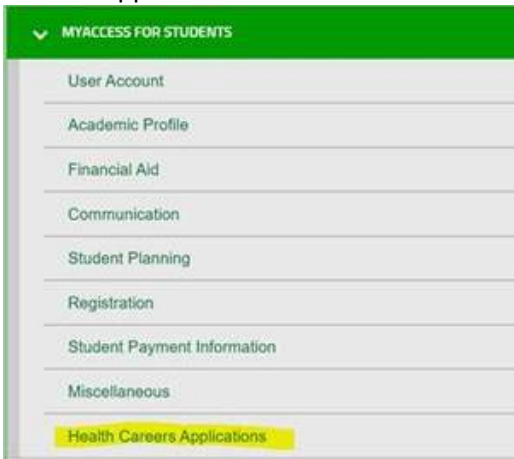 MYACCESS FOR STUDENTS
User Account
Academic Profile
Financial Aid
Communication
Student Planning
Registration
Student Payment Information
Miscellaneous
Health Careers Applications